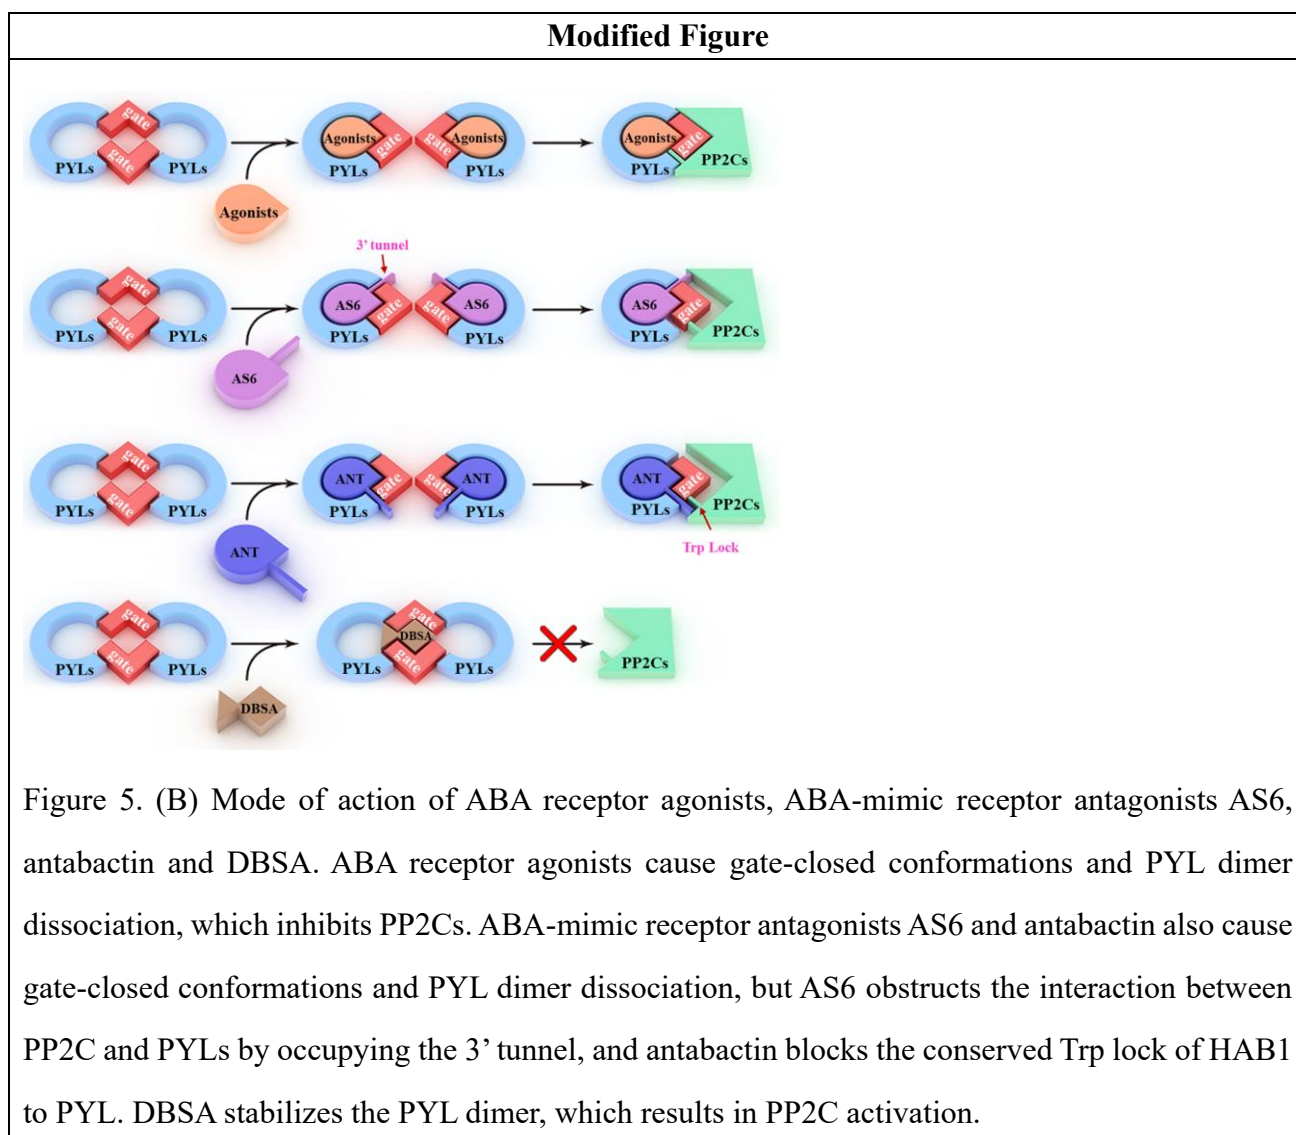 Modified Figure
gate gate
PYLs PYLs
Agonists
Agonists gate gate Agonists
PYLs PYLs
Agonists gate
PYLs PP2Cs
3’ tunnel
gate gate
PYLs PYLs
AS6
AS6 gate gate AS6
PYLs PYLs
AS6 gate
PYLs PP2Cs
gate gate
PYLs PYLs
ANT
ANT gate gate ANT
PYLs PYLs
ANT gate
PYLs PP2Cs
Trp Lock
gate gate
PYLs PYLs
DBSA
gate DBSA gate
PYLs PYLs
PP2Cs
Figure 5. (B) Mode of action of ABA receptor agonists, ABA-mimic receptor antagonists AS6,
antabactin and DBSA. ABA receptor agonists cause gate-closed conformations and PYL dimer
dissociation, which inhibits PP2Cs. ABA-mimic receptor antagonists AS6 and antabactin also cause
gate-closed conformations and PYL dimer dissociation, but AS6 obstructs the interaction between
PP2C and PYLs by occupying the 3’ tunnel, and antabactin blocks the conserved Trp lock of HAB1
to PYL. DBSA stabilizes the PYL dimer, which results in PP2C activation.